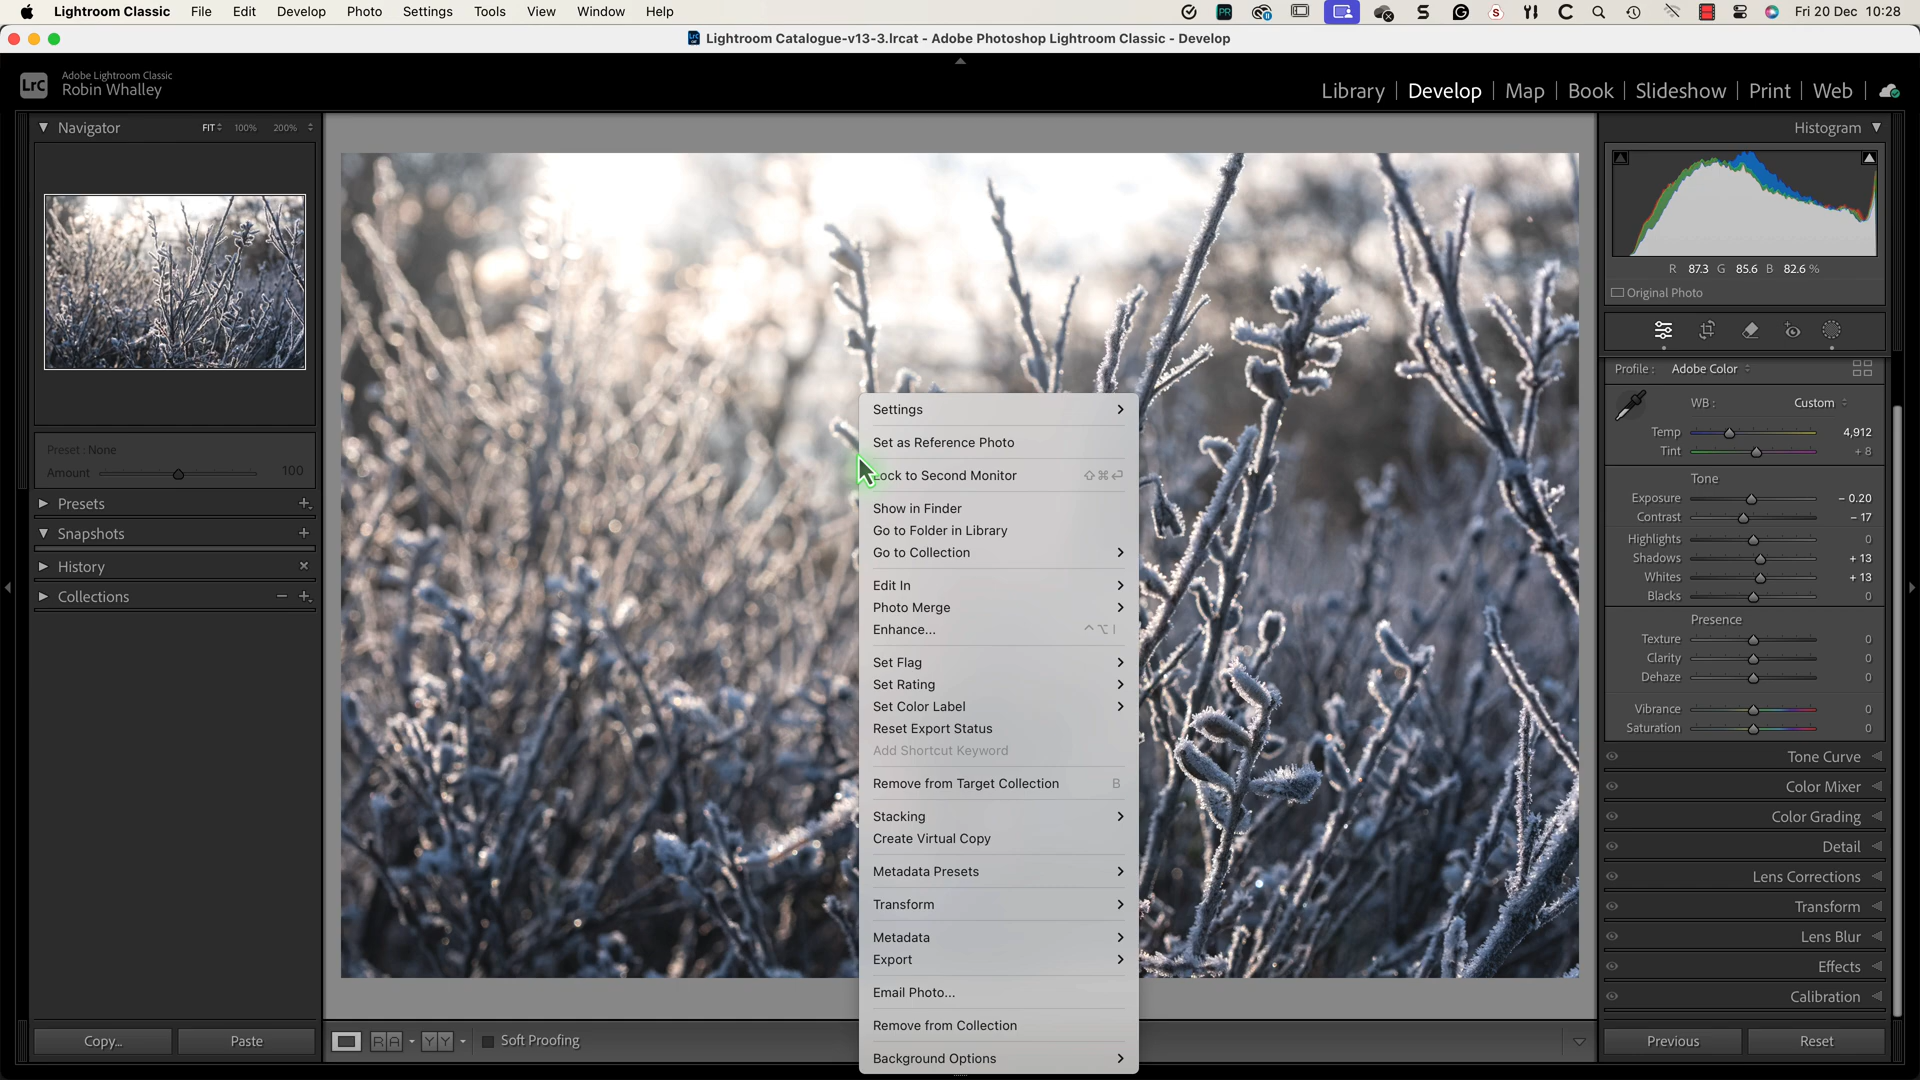 Lightroom Classic File Edit Develop Photo Settings Tools View Window Help Fri 20 Dec 10:28
Lightroom Catalogue-v13-3.lrcat - Adobe Photoshop Lightroom Classic - Develop
LrC
Adobe Lightroom Classic
Robin Whalley
Library | Develop | Map | Book | Slideshow | Print | Web
Navigator FIT 100% 200%
Preset : None
Amount 100
Presets
Snapshots
History
Collections
Copy... Paste
Settings
Set as Reference Photo
Lock to Second Monitor ⇧⌘⏎
Show in Finder
Go to Folder in Library
Go to Collection
Edit In
Photo Merge
Enhance... ^⌥I
Set Flag
Set Rating
Set Color Label
Reset Export Status
Add Shortcut Keyword
Remove from Target Collection B
Stacking
Create Virtual Copy
Metadata Presets
Transform
Metadata
Export
Email Photo...
Remove from Collection
Background Options
R A Y Y Soft Proofing
Histogram
R 87.3 G 85.6 B 82.6 %
Original Photo
Profile : Adobe Color
WB : Custom
Temp 4,912
Tint + 8
Tone
Exposure – 0.20
Contrast – 17
Highlights 0
Shadows + 13
Whites + 13
Blacks 0
Presence
Texture 0
Clarity 0
Dehaze 0
Vibrance 0
Saturation 0
Tone Curve
Color Mixer
Color Grading
Detail
Lens Corrections
Transform
Lens Blur
Effects
Calibration
Previous Reset